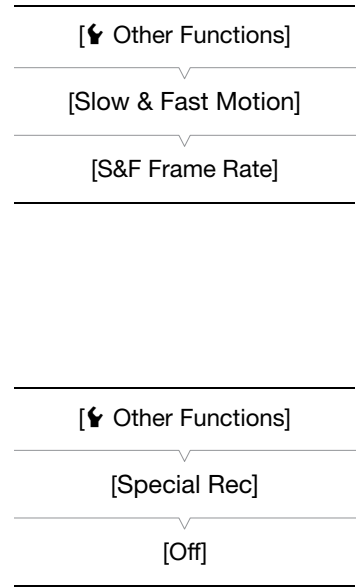 [ Other Functions]
[Slow & Fast Motion]
[S&F Frame Rate]
[ Other Functions]
[Special Rec]
[Off]